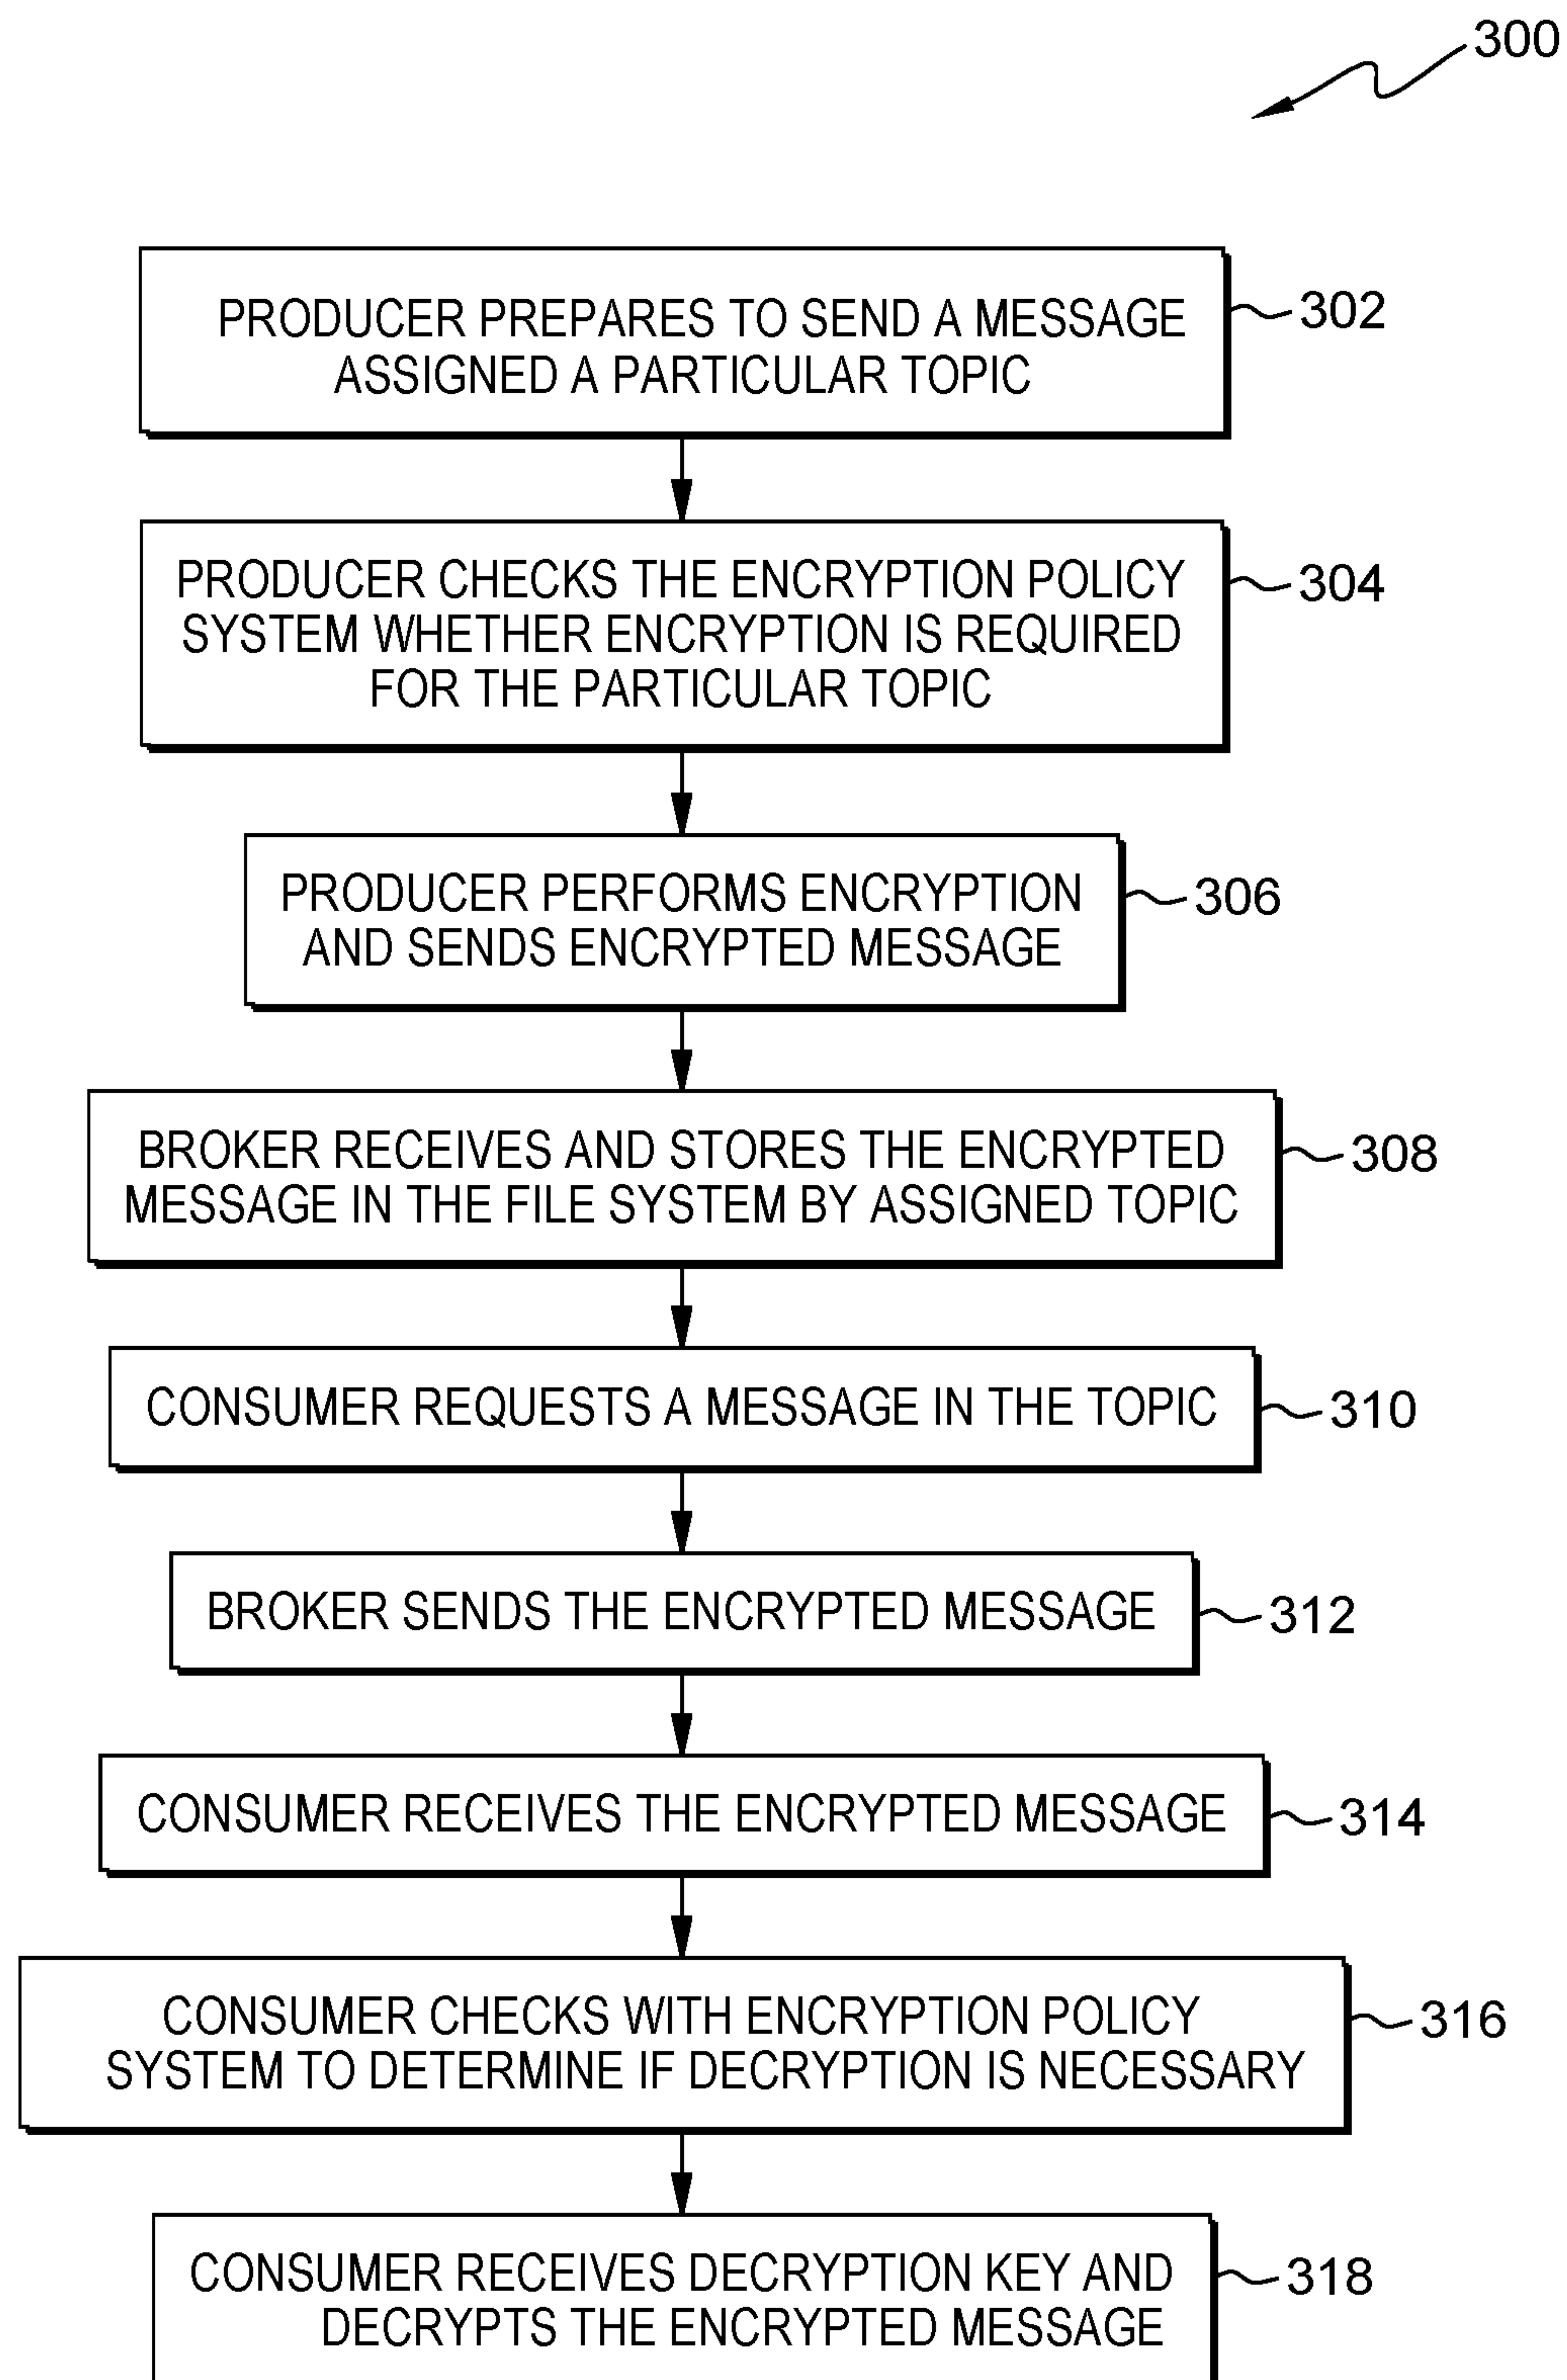 300
PRODUCER PREPARES TO SEND A MESSAGE
ASSIGNED A PARTICULAR TOPIC
302
PRODUCER CHECKS THE ENCRYPTION POLICY
SYSTEM WHETHER ENCRYPTION IS REQUIRED
FOR THE PARTICULAR TOPIC
304
PRODUCER PERFORMS ENCRYPTION
AND SENDS ENCRYPTED MESSAGE
306
BROKER RECEIVES AND STORES THE ENCRYPTED
MESSAGE IN THE FILE SYSTEM BY ASSIGNED TOPIC
308
CONSUMER REQUESTS A MESSAGE IN THE TOPIC
310
BROKER SENDS THE ENCRYPTED MESSAGE
312
CONSUMER RECEIVES THE ENCRYPTED MESSAGE
314
CONSUMER CHECKS WITH ENCRYPTION POLICY
SYSTEM TO DETERMINE IF DECRYPTION IS NECESSARY
316
CONSUMER RECEIVES DECRYPTION KEY AND
DECRYPTS THE ENCRYPTED MESSAGE
318